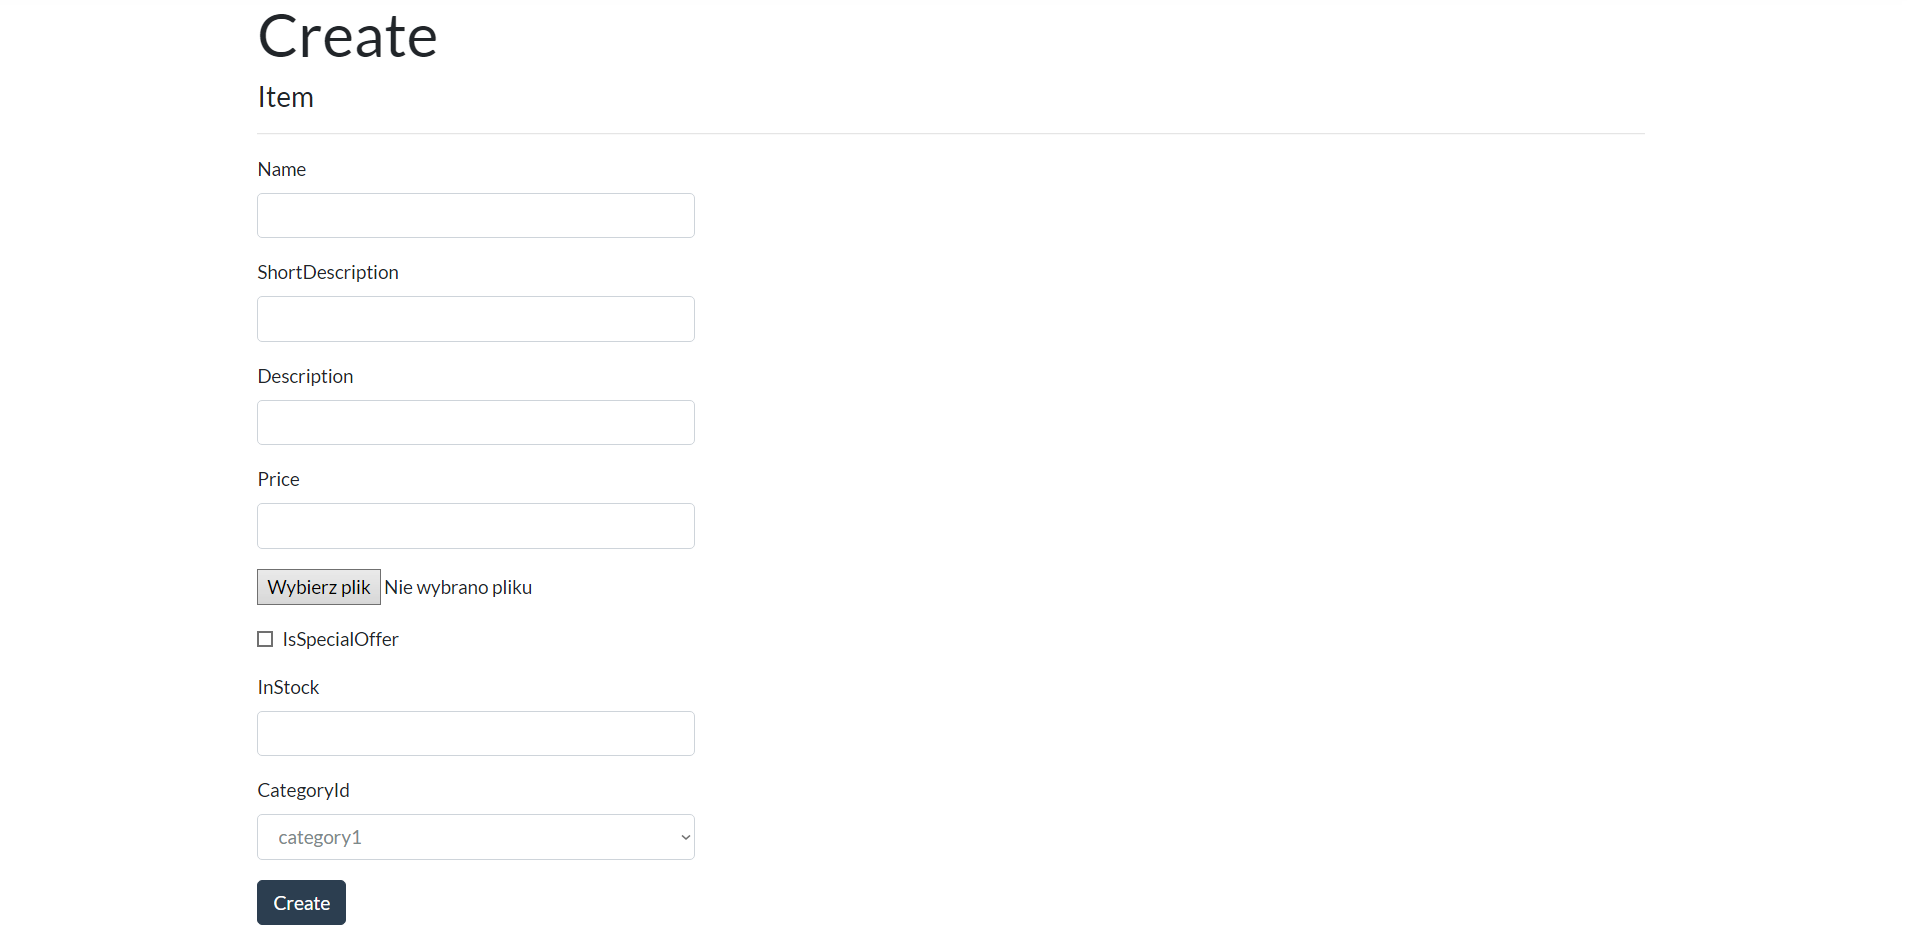 Create
Item
Name
ShortDescription
Description
Price
Wybierz plik Nie wybrano pliku
IsSpecialOffer
InStock
CategoryId
category1
Create